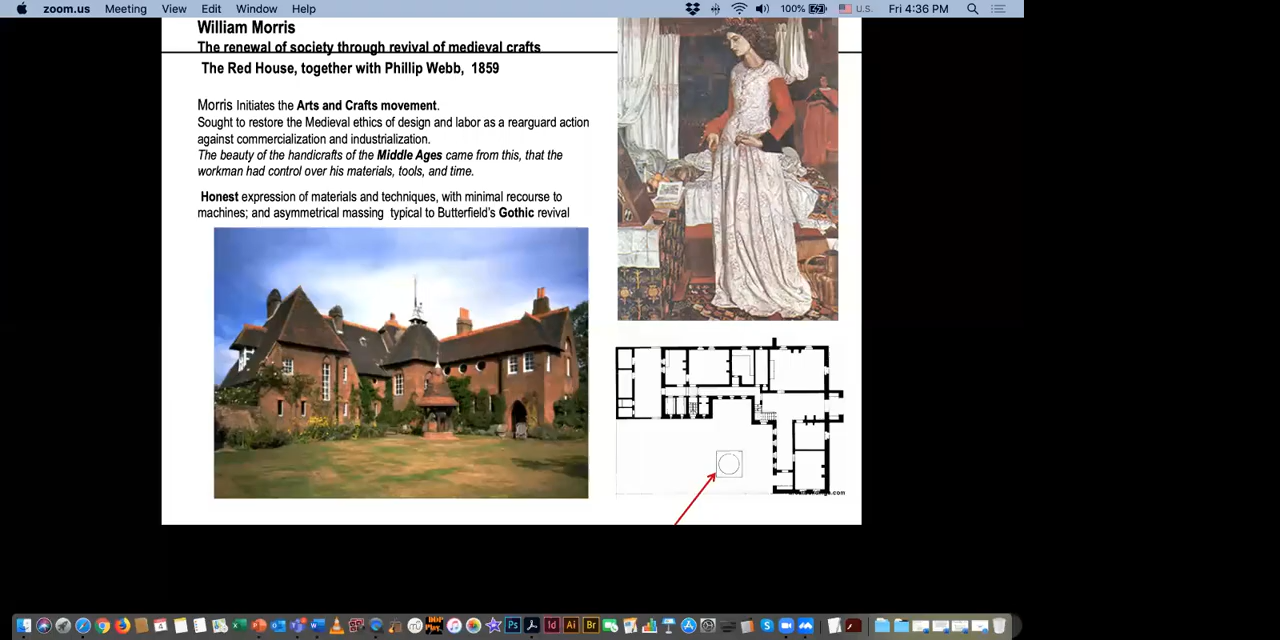 zoom.us Meeting View Edit Window Help 100% U.S. Fri 4:36 PM
William Morris
The renewal of society through revival of medieval crafts
The Red House, together with Phillip Webb, 1859
Morris Initiates the Arts and Crafts movement.
Sought to restore the Medieval ethics of design and labor as a rearguard action
against commercialization and industrialization.
The beauty of the handicrafts of the Middle Ages came from this, that the
workman had control over his materials, tools, and time.
Honest expression of materials and techniques, with minimal recourse to
machines; and asymmetrical massing typical to Butterfield's Gothic revival